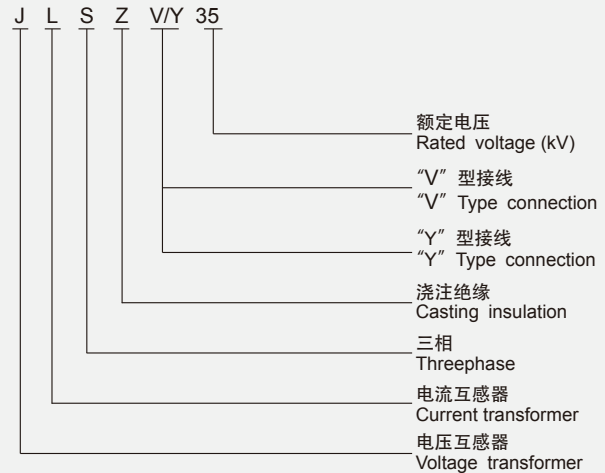 J L S Z V/Y 35
额定电压
Rated voltage (kV)
“V”型接线
“V” Type connection
“Y”型接线
“Y” Type connection
浇注绝缘
Casting insulation
三相
Threephase
电流互感器
Current transformer
电压互感器
Voltage transformer